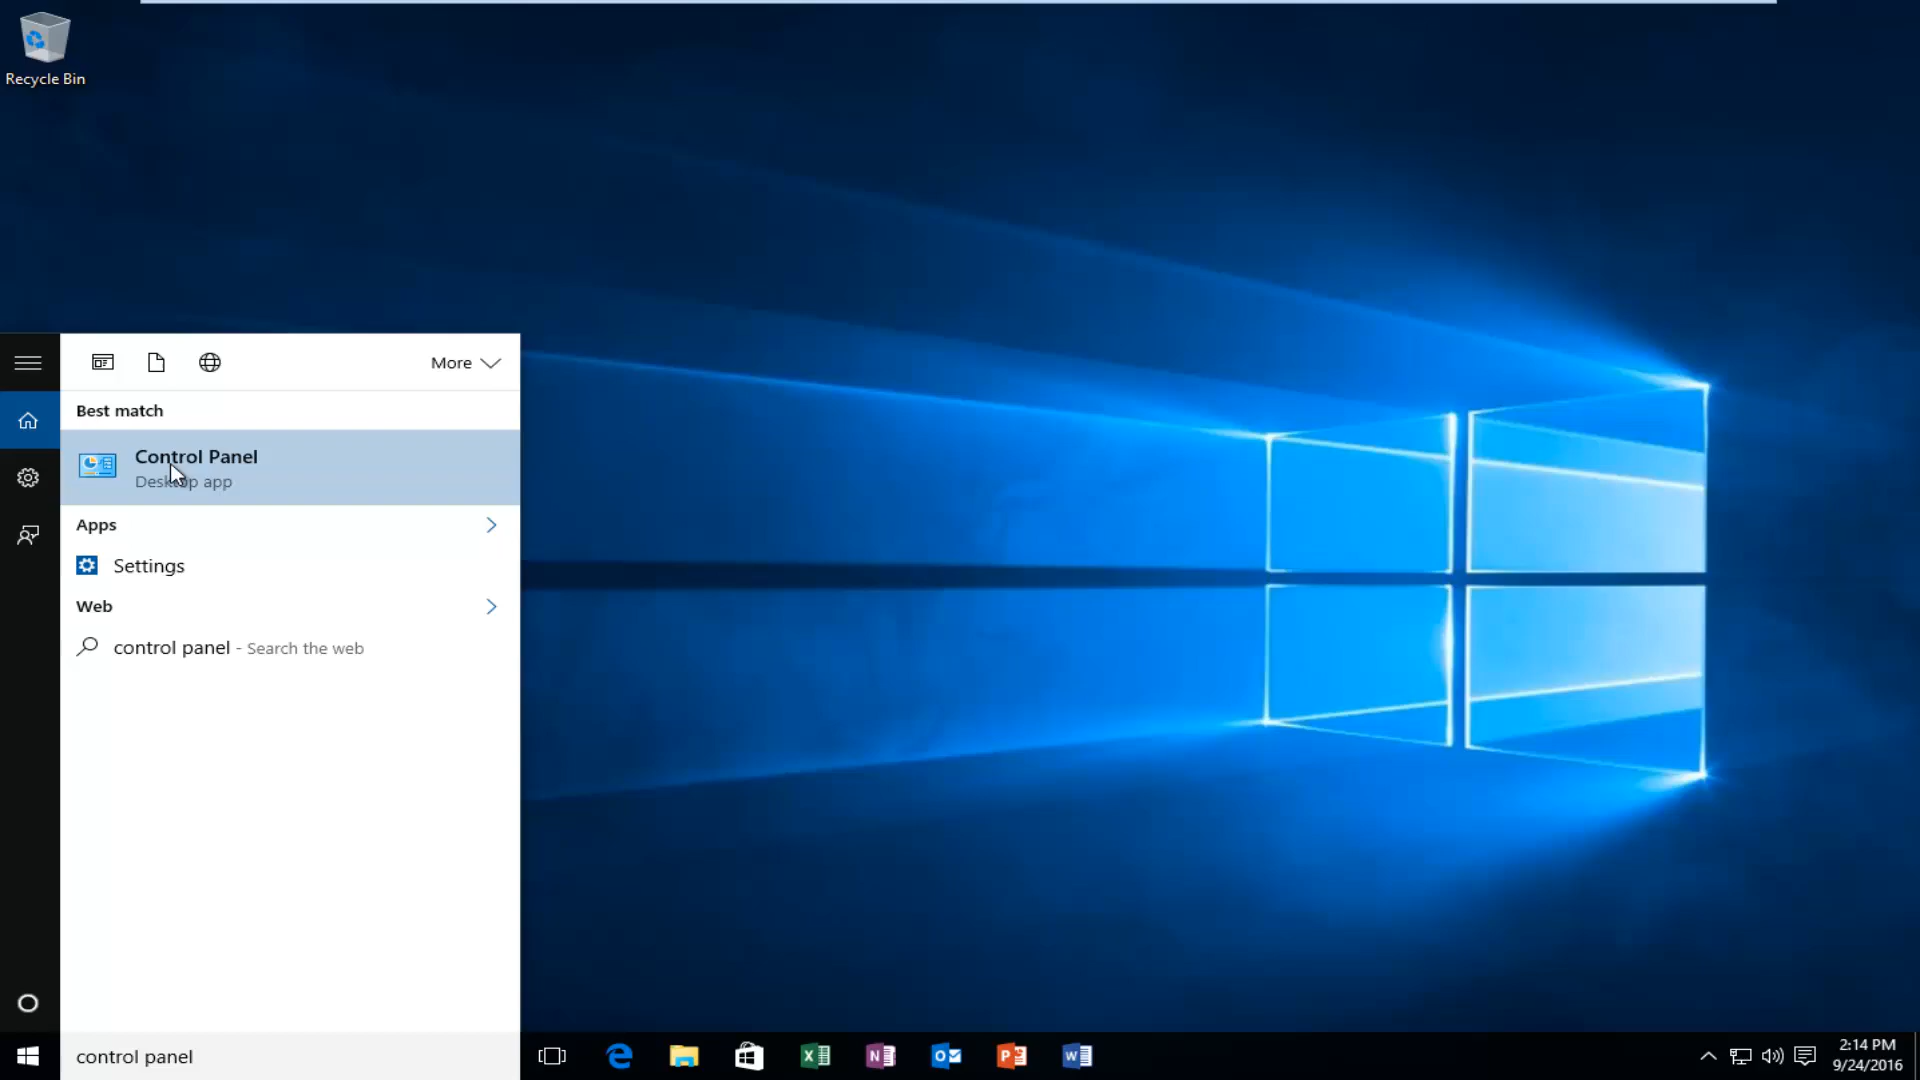 Recycle Bin
More
Best match
Control Panel
Desktop app
Apps
Settings
Web
control panel - Search the web
control panel
2:14 PM
9/24/2016